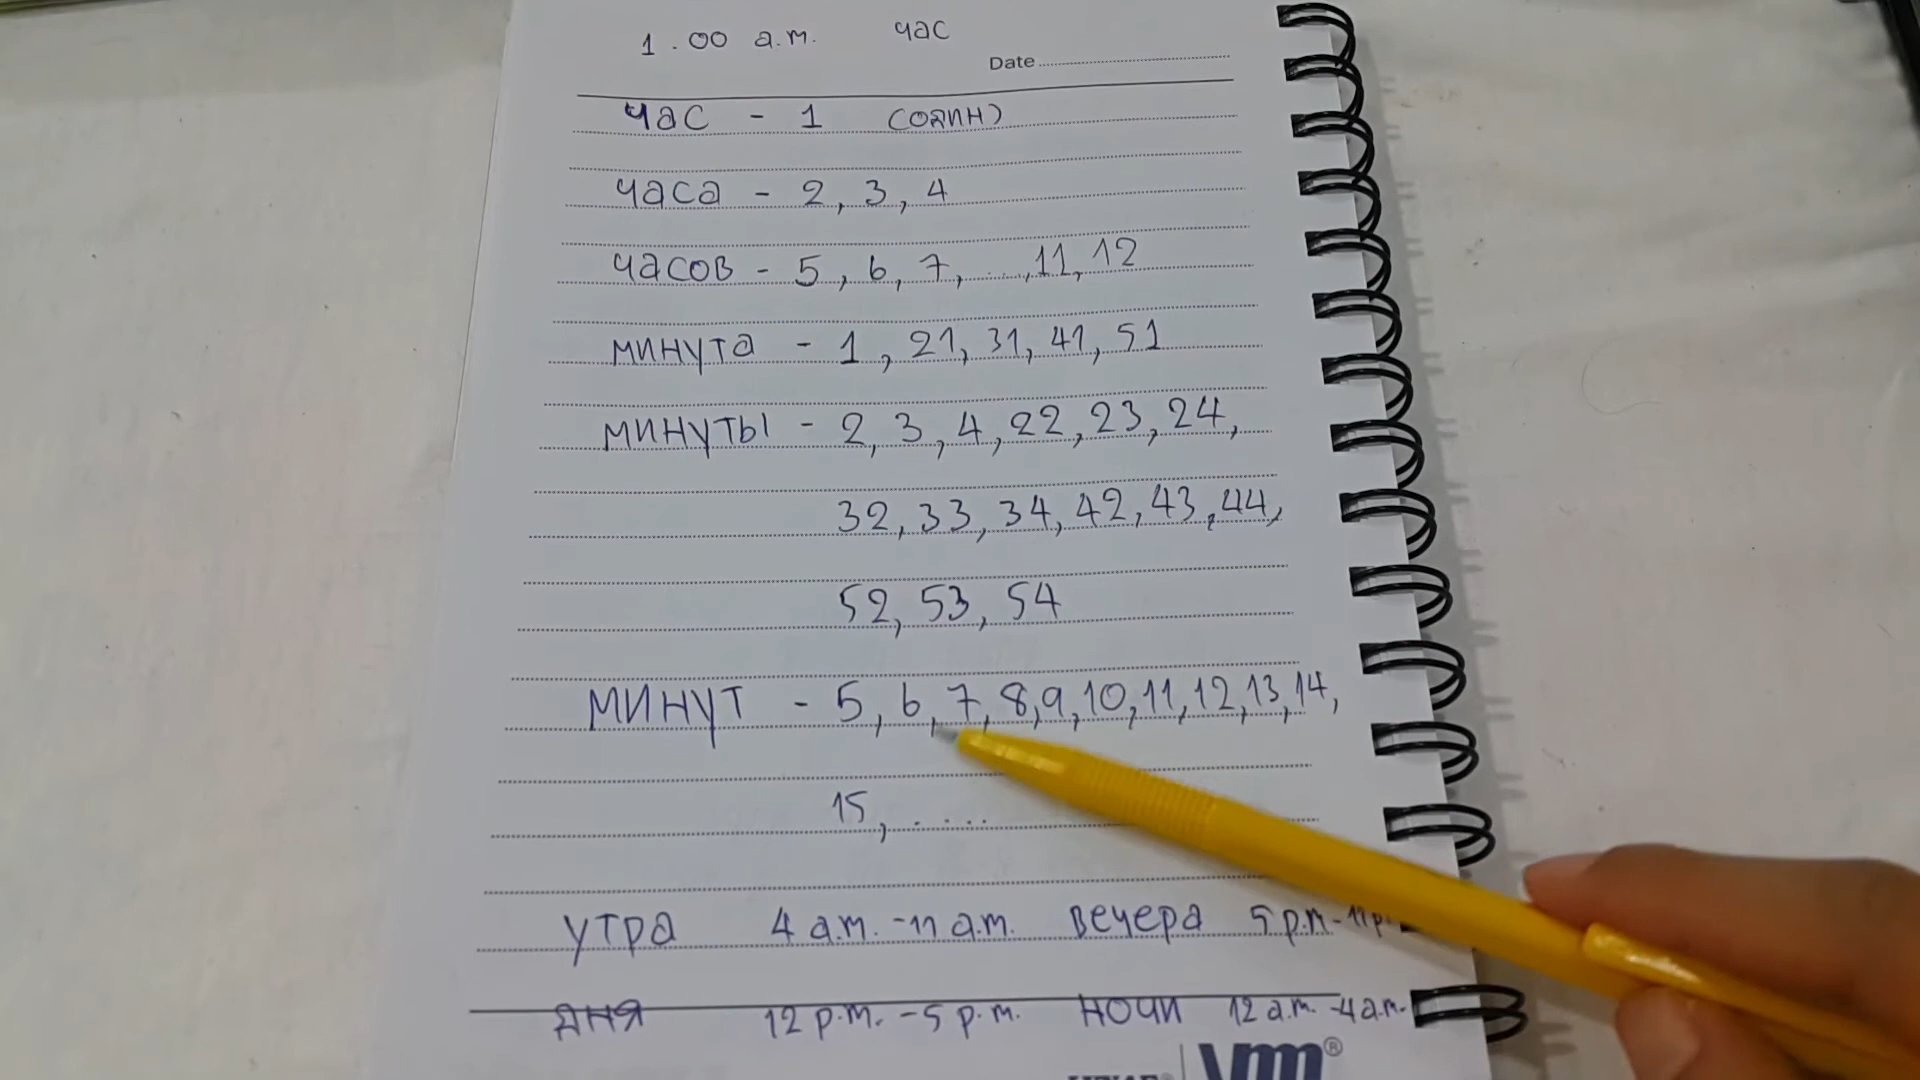 1.00 a.m. час
Date
час - 1 (один)
часа - 2, 3, 4
часов - 5, 6, 7, ....., 11, 12
минута - 1, 21, 31, 41, 51
минуты - 2, 3, 4, 22, 23, 24,
32, 33, 34, 42, 43, 44,
52, 53, 54
минут - 5, 6, 7, 8, 9, 10, 11, 12, 13, 14,
15, .....
утра 4 a.m. - 11 a.m. вечера 5 p.m - 11 p.
дня 12 p.m. - 5 p.m. ночи 12 a.m. - 4 a.m.